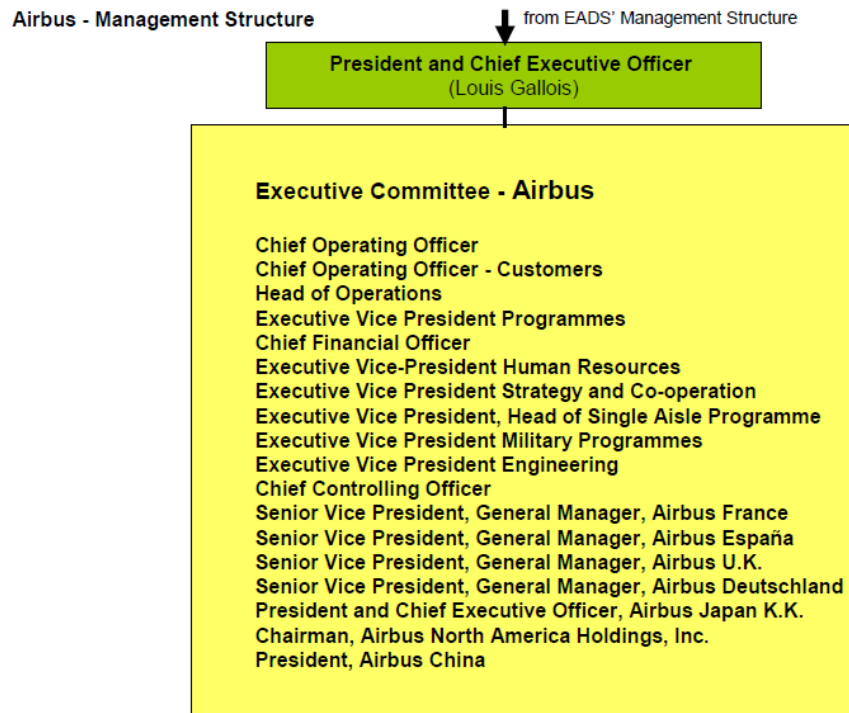 Airbus - Management Structure
from EADS' Management Structure
President and Chief Executive Officer
(Louis Gallois)
Executive Committee - Airbus
Chief Operating Officer
Chief Operating Officer - Customers
Head of Operations
Executive Vice President Programmes
Chief Financial Officer
Executive Vice-President Human Resources
Executive Vice President Strategy and Co-operation
Executive Vice President, Head of Single Aisle Programme
Executive Vice President Military Programmes
Executive Vice President Engineering
Chief Controlling Officer
Senior Vice President, General Manager, Airbus France
Senior Vice President, General Manager, Airbus España
Senior Vice President, General Manager, Airbus U.K.
Senior Vice President, General Manager, Airbus Deutschland
President and Chief Executive Officer, Airbus Japan K.K.
Chairman, Airbus North America Holdings, Inc.
President, Airbus China